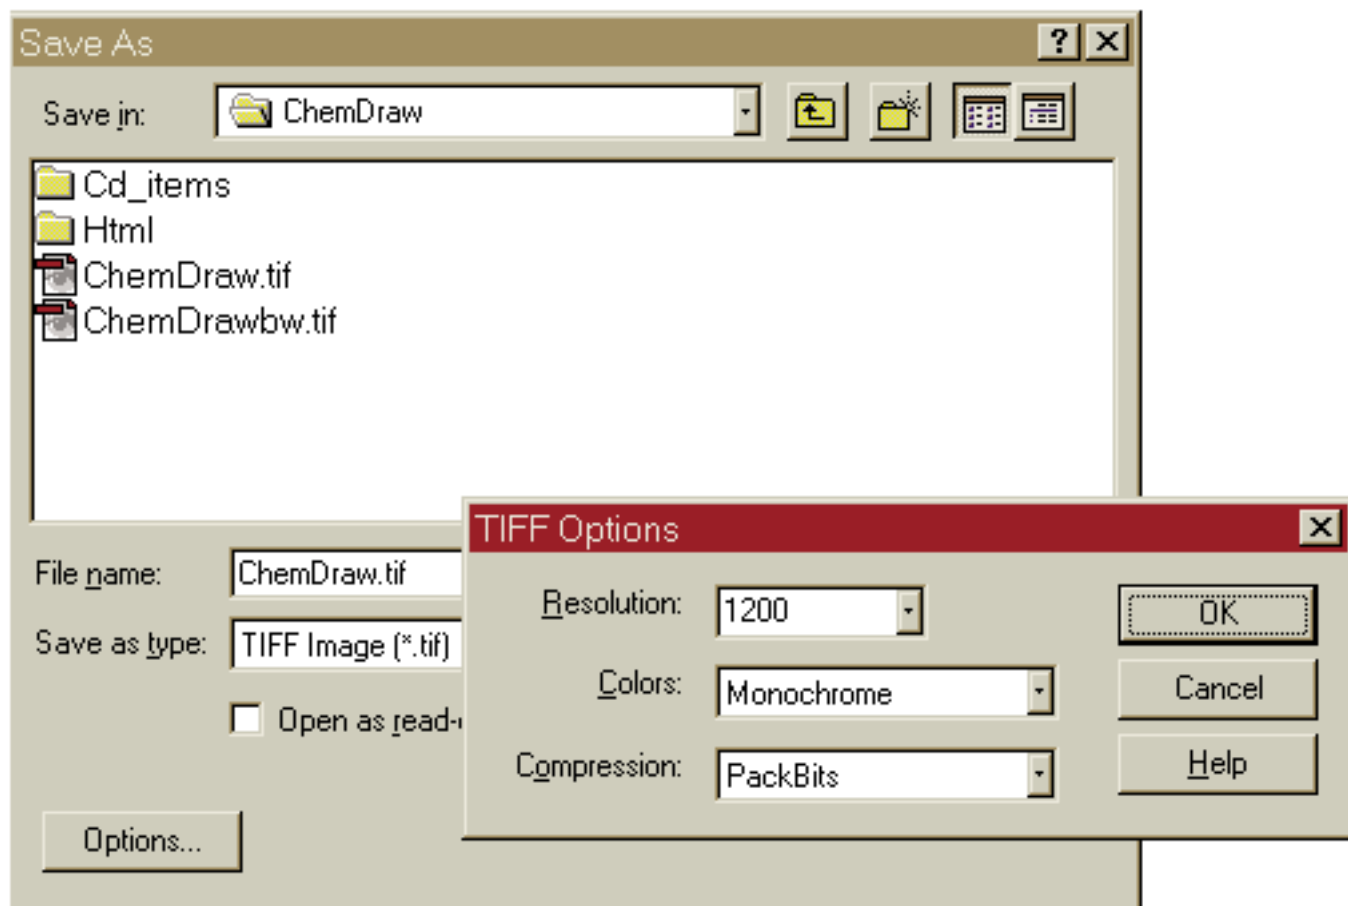 Save As
Save in: ChemDraw
Cd_items
Html
ChemDraw.tif
ChemDrawbw.tif
File name: ChemDraw.tif
Save as type: TIFF Image (*.tif)
Open as read-
Options...
TIFF Options
Resolution: 1200
OK
Colors: Monochrome
Cancel
Compression: PackBits
Help